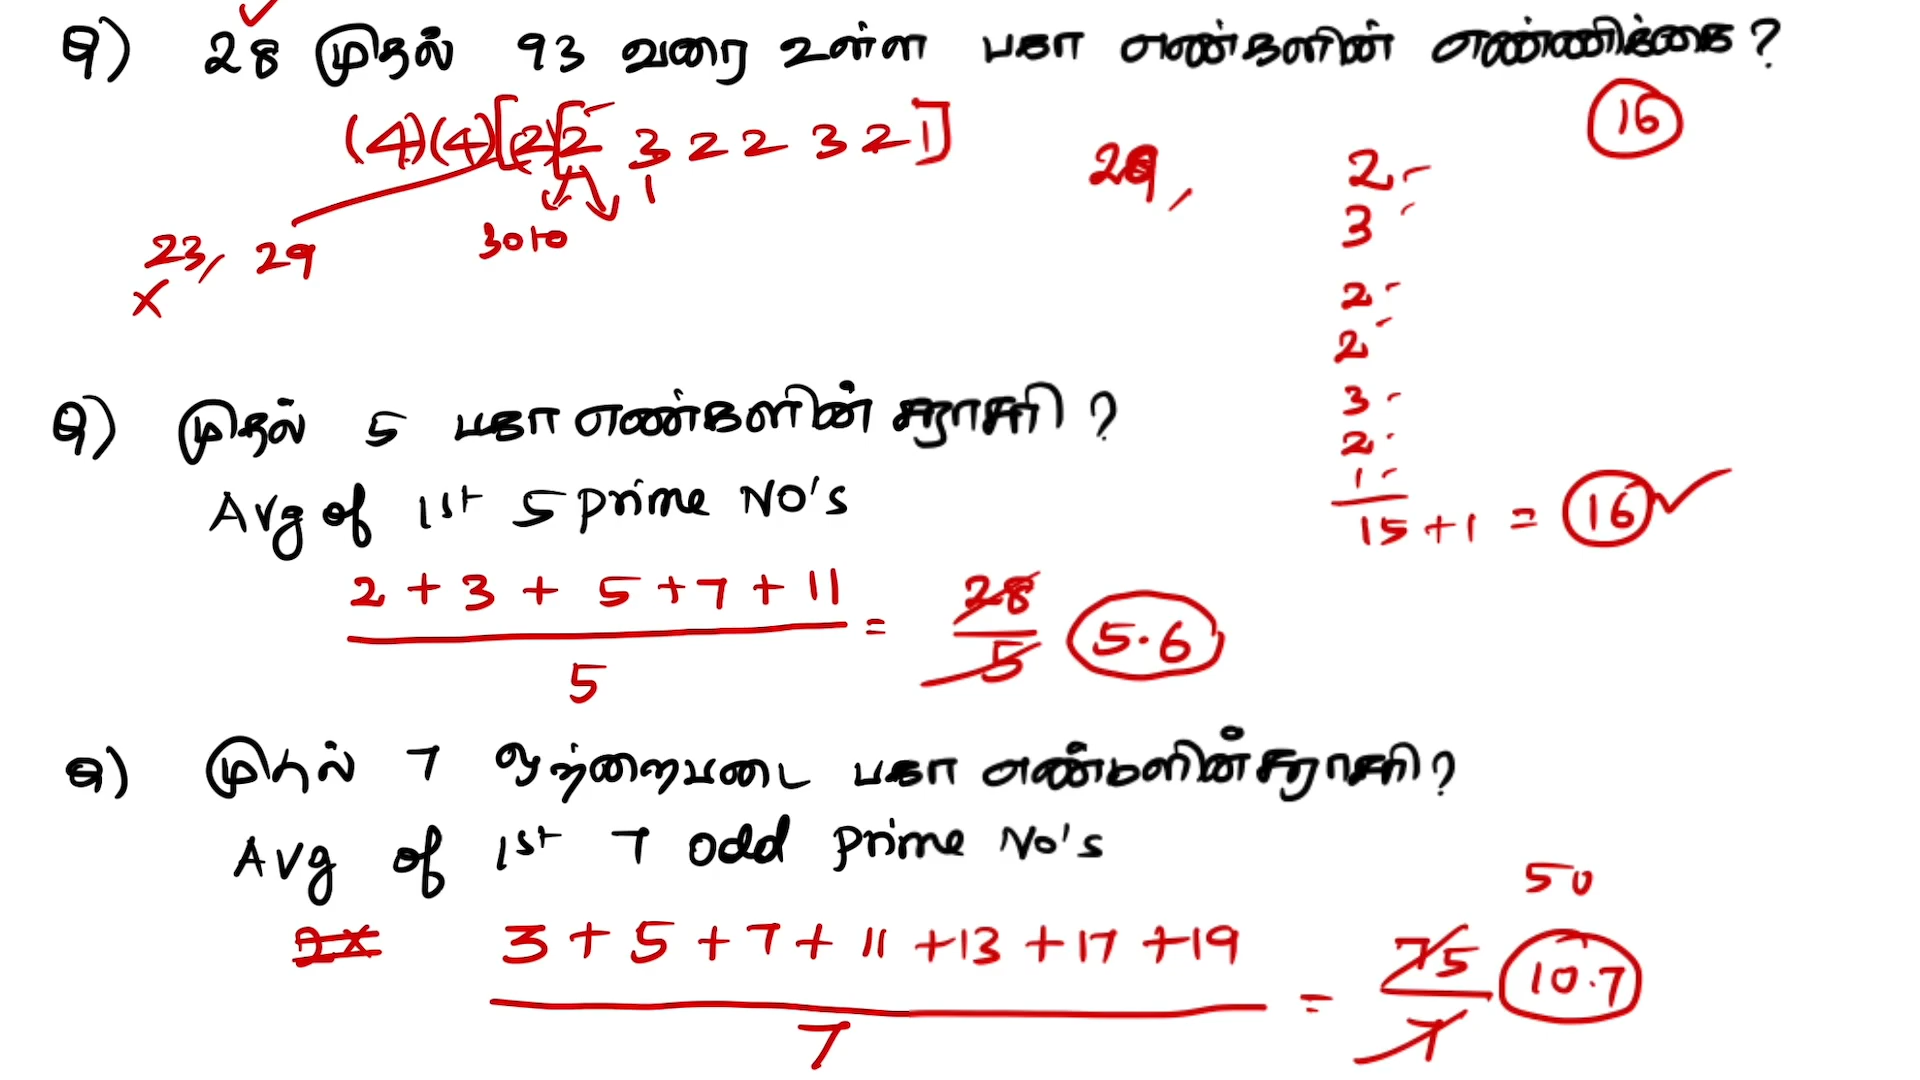 Q) 28 முதல் 93 வரை உள்ள பகா எண்களின் எண்ணிக்கை?
(4)(4)[(2)[2 3 2 2 3 2 1]
16
29,
23, 29
x
30 to
1
2
3
2
2
3
2
1
15 + 1 = 16
Q) முதல் 5 பகா எண்களின் சராசரி?
Avg of 1st 5 prime NO's
2 + 3 + 5 + 7 + 11
5
= 28
5
5.6
Q) முதல் 7 ஒற்றைபடை பகா எண்களின் சராசரி?
Avg of 1st 7 odd prime No's
50
2x
3 + 5 + 7 + 11 + 13 + 17 + 19
7
= 75
7
10.7